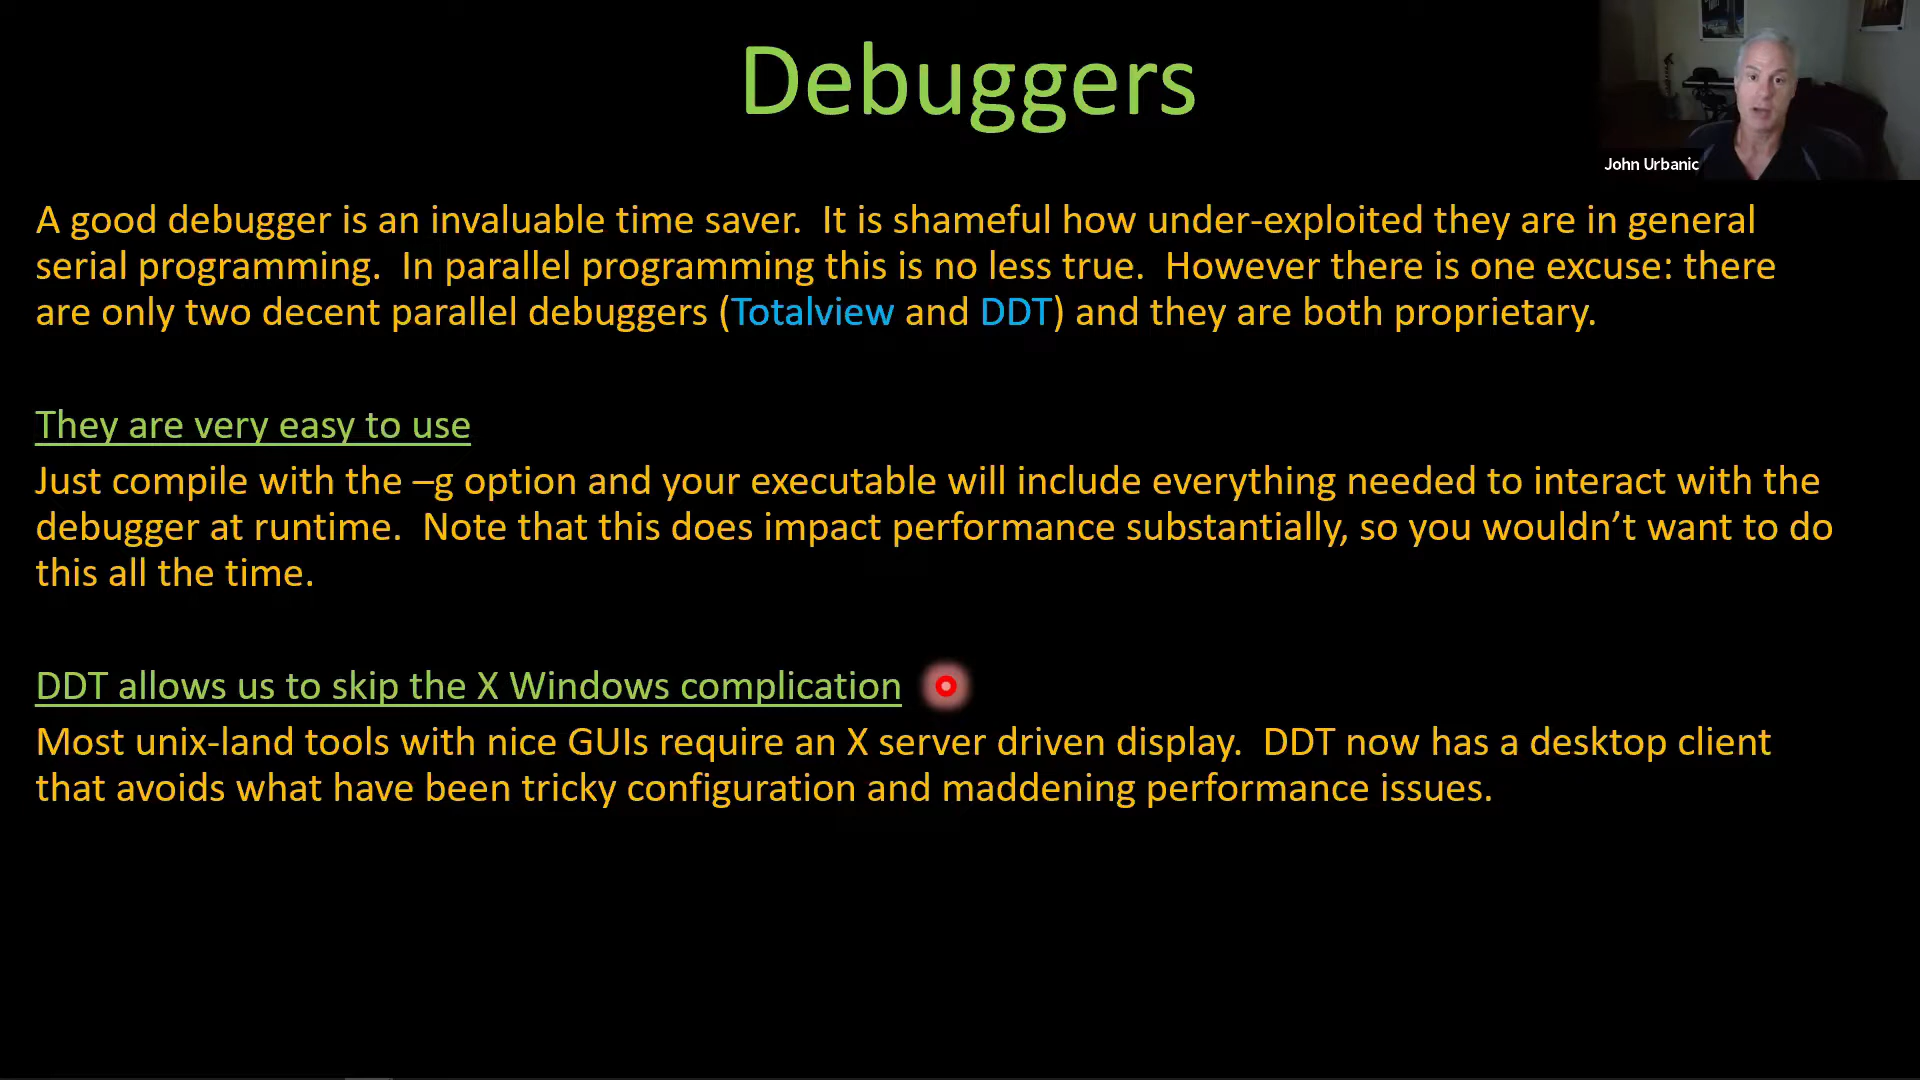 Debuggers
John Urbanic
A good debugger is an invaluable time saver.  It is shameful how under-exploited they are in general
serial programming.  In parallel programming this is no less true.  However there is one excuse: there
are only two decent parallel debuggers (Totalview and DDT) and they are both proprietary.
They are very easy to use
Just compile with the –g option and your executable will include everything needed to interact with the
debugger at runtime.  Note that this does impact performance substantially, so you wouldn’t want to do
this all the time.
DDT allows us to skip the X Windows complication
Most unix-land tools with nice GUIs require an X server driven display.  DDT now has a desktop client
that avoids what have been tricky configuration and maddening performance issues.